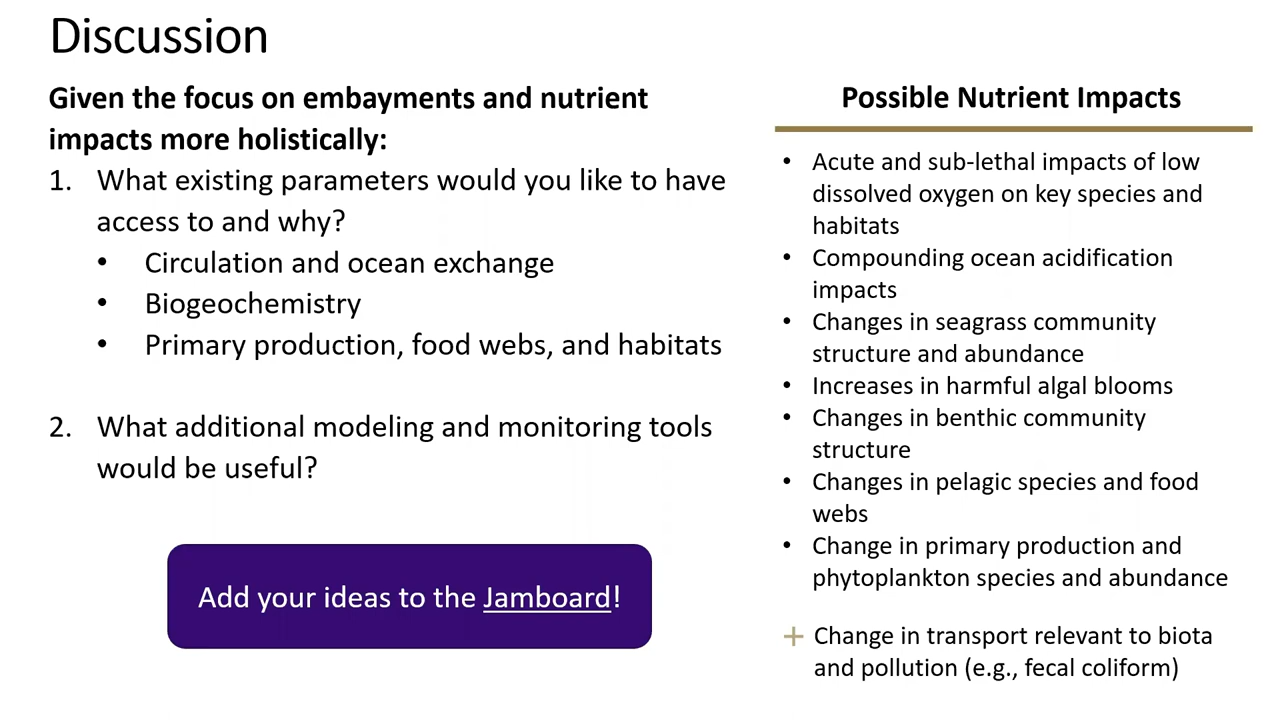 Discussion
Given the focus on embayments and nutrient
impacts more holistically:
1. What existing parameters would you like to have
access to and why?
• Circulation and ocean exchange
• Biogeochemistry
• Primary production, food webs, and habitats
2. What additional modeling and monitoring tools
would be useful?
Add your ideas to the Jamboard!
Possible Nutrient Impacts
• Acute and sub-lethal impacts of low
dissolved oxygen on key species and
habitats
• Compounding ocean acidification
impacts
• Changes in seagrass community
structure and abundance
• Increases in harmful algal blooms
• Changes in benthic community
structure
• Changes in pelagic species and food
webs
• Change in primary production and
phytoplankton species and abundance
+ Change in transport relevant to biota
and pollution (e.g., fecal coliform)